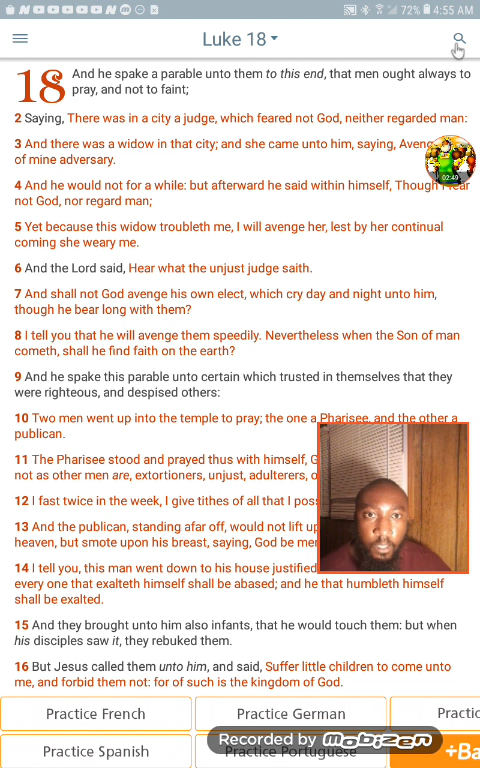 72% 4:55 AM
Luke 18
18 And he spake a parable unto them to this end, that men ought always to
pray, and not to faint;
2 Saying, There was in a city a judge, which feared not God, neither regarded man:
3 And there was a widow in that city; and she came unto him, saying,
of mine adversary.
02:49
4 And he would not for a while: but afterward he said within himself, Though I fear
not God, nor regard man;
5 Yet because this widow troubleth me, I will avenge her, lest by her continual
coming she weary me.
6 And the Lord said, Hear what the unjust judge saith.
7 And shall not God avenge his own elect, which cry day and night unto him,
though he bear long with them?
8 I tell you that he will avenge them speedily. Nevertheless when the Son of man
cometh, shall he find faith on the earth?
9 And he spake this parable unto certain which trusted in themselves that they
were righteous, and despised others:
10 Two men went up into the temple to pray; the one a Pharisee, and the other a
publican.
11 The Pharisee stood and prayed thus with himself, G
not as other men are, extortioners, unjust, adulterers, o
12 I fast twice in the week, I give tithes of all that I pos
13 And the publican, standing afar off, would not lift up
heaven, but smote upon his breast, saying, God be mer
14 I tell you, this man went down to his house justified
every one that exalteth himself shall be abased; and he that humbleth himself
shall be exalted.
15 And they brought unto him also infants, that he would touch them: but when
his disciples saw it, they rebuked them.
16 But Jesus called them unto him, and said, Suffer little children to come unto
me, and forbid them not: for of such is the kingdom of God.
Practice French Practice German Practic
Practice Spanish Practice Portuguese +Ba
Recorded by Mobizen